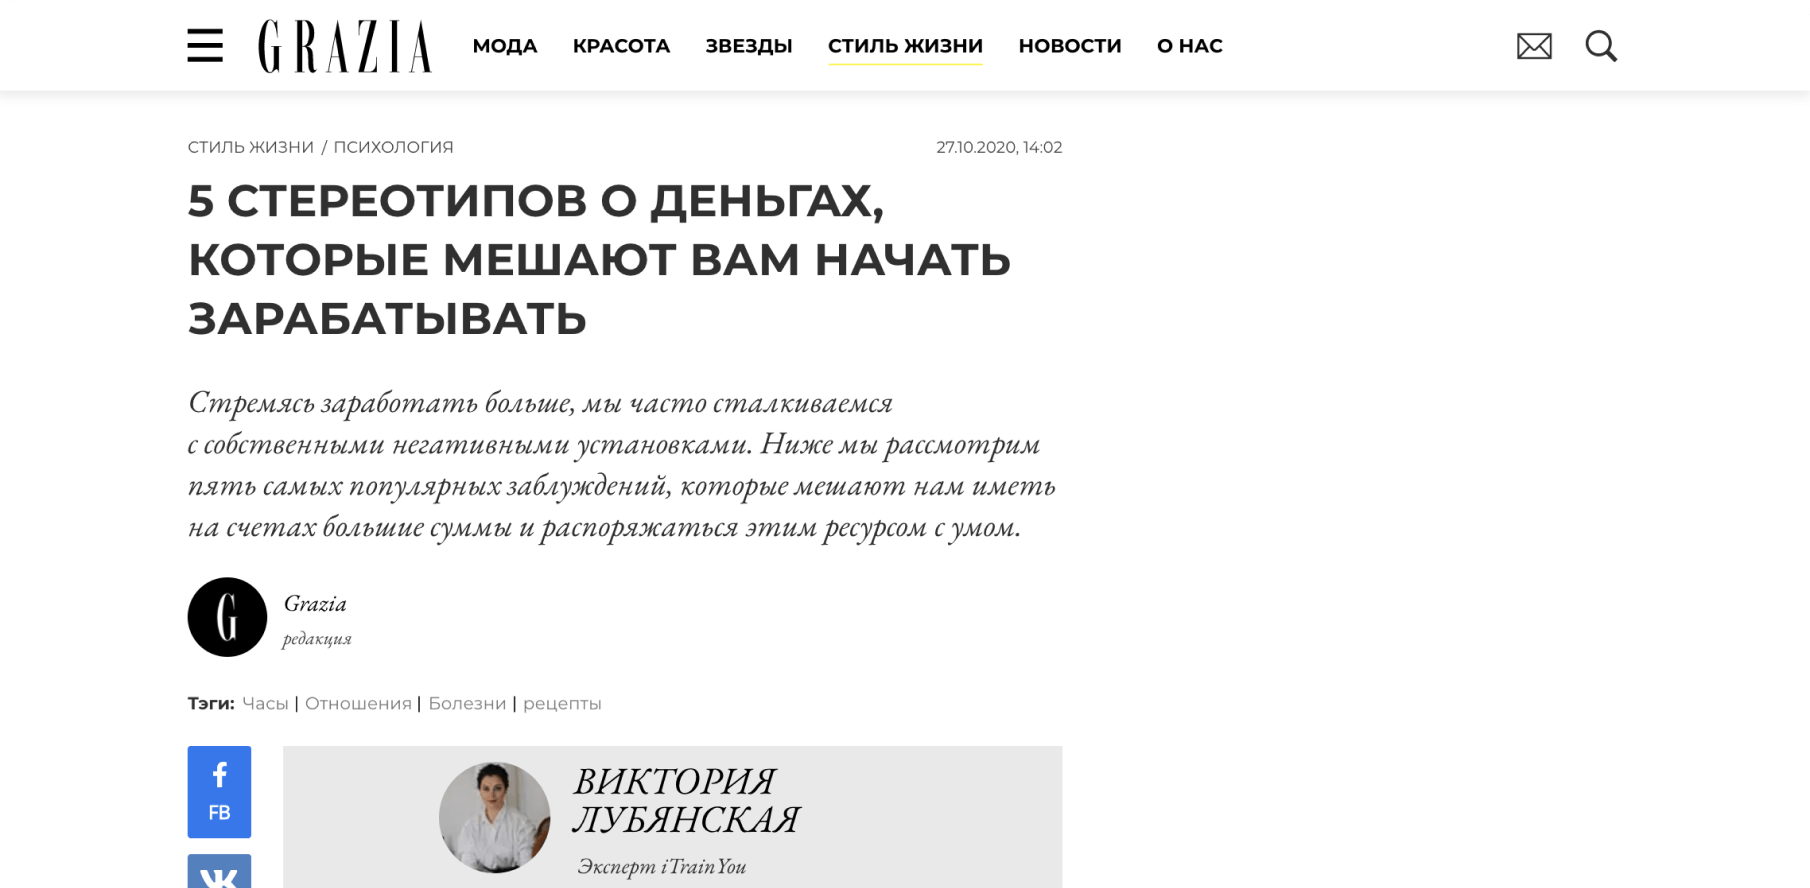 GRAZIA МОДА КРАСОТА ЗВЕЗДЫ СТИЛЬ ЖИЗНИ НОВОСТИ О НАС
СТИЛЬ ЖИЗНИ / ПСИХОЛОГИЯ 27.10.2020, 14:02
5 СТЕРЕОТИПОВ О ДЕНЬГАХ,
КОТОРЫЕ МЕШАЮТ ВАМ НАЧАТЬ
ЗАРАБАТЫВАТЬ
Стремясь заработать больше, мы часто сталкиваемся
с собственными негативными установками. Ниже мы рассмотрим
пять самых популярных заблуждений, которые мешают нам иметь
на счетах большие суммы и распоряжаться этим ресурсом с умом.
G
Grazia
редакция
Тэги: Часы | Отношения | Болезни | рецепты
f
FB
ВИКТОРИЯ
ЛУБЯНСКАЯ
Эксперт iTrainYou